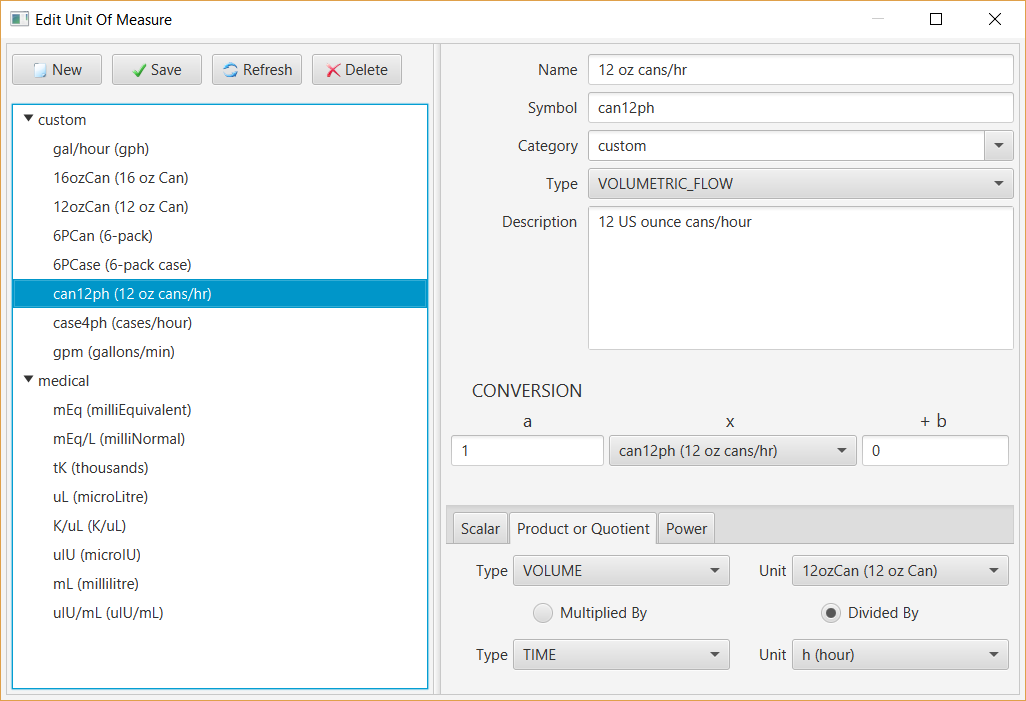 Edit Unit Of Measure
New Save Refresh Delete
custom
gal/hour (gph)
16ozCan (16 oz Can)
12ozCan (12 oz Can)
6PCan (6-pack)
6PCase (6-pack case)
can12ph (12 oz cans/hr)
case4ph (cases/hour)
gpm (gallons/min)
medical
mEq (milliEquivalent)
mEq/L (milliNormal)
tK (thousands)
uL (microLitre)
K/uL (K/uL)
uIU (microIU)
mL (millilitre)
uIU/mL (uIU/mL)
Name 12 oz cans/hr
Symbol can12ph
Category custom
Type VOLUMETRIC_FLOW
Description 12 US ounce cans/hour
CONVERSION
a x + b
1 can12ph (12 oz cans/hr) 0
Scalar Product or Quotient Power
Type VOLUME Unit 12ozCan (12 oz Can)
Multiplied By Divided By
Type TIME Unit h (hour)